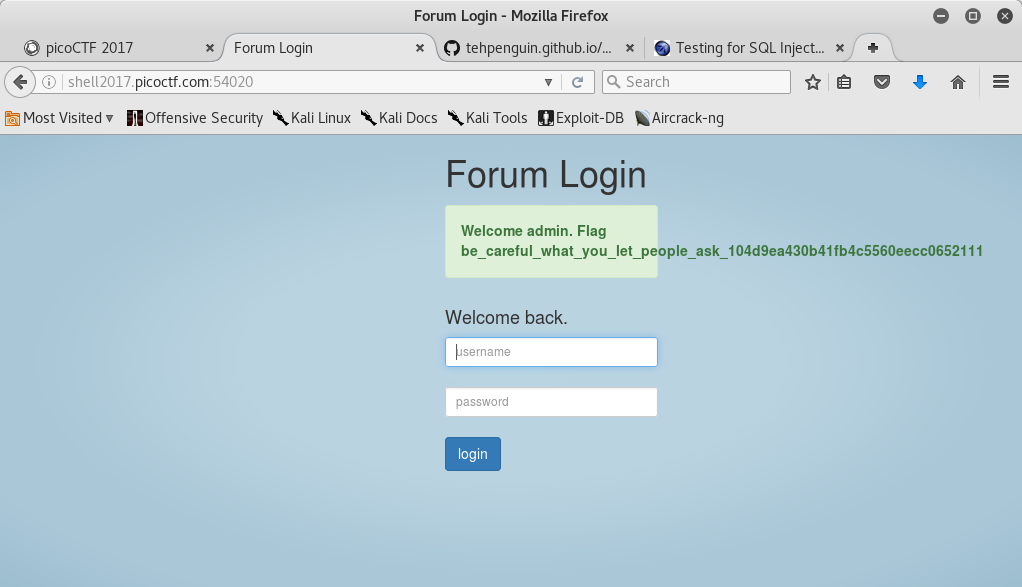 Forum Login - Mozilla Firefox
picoCTF 2017
Forum Login
tehpenguin.github.io/...
Testing for SQL Inject...
shell2017.picoctf.com:54020
Search
Most Visited
Offensive Security
Kali Linux
Kali Docs
Kali Tools
Exploit-DB
Aircrack-ng
Forum Login
Welcome admin. Flag
be_careful_what_you_let_people_ask_104d9ea430b41fb4c5560eecc0652111
Welcome back.
username
password
login